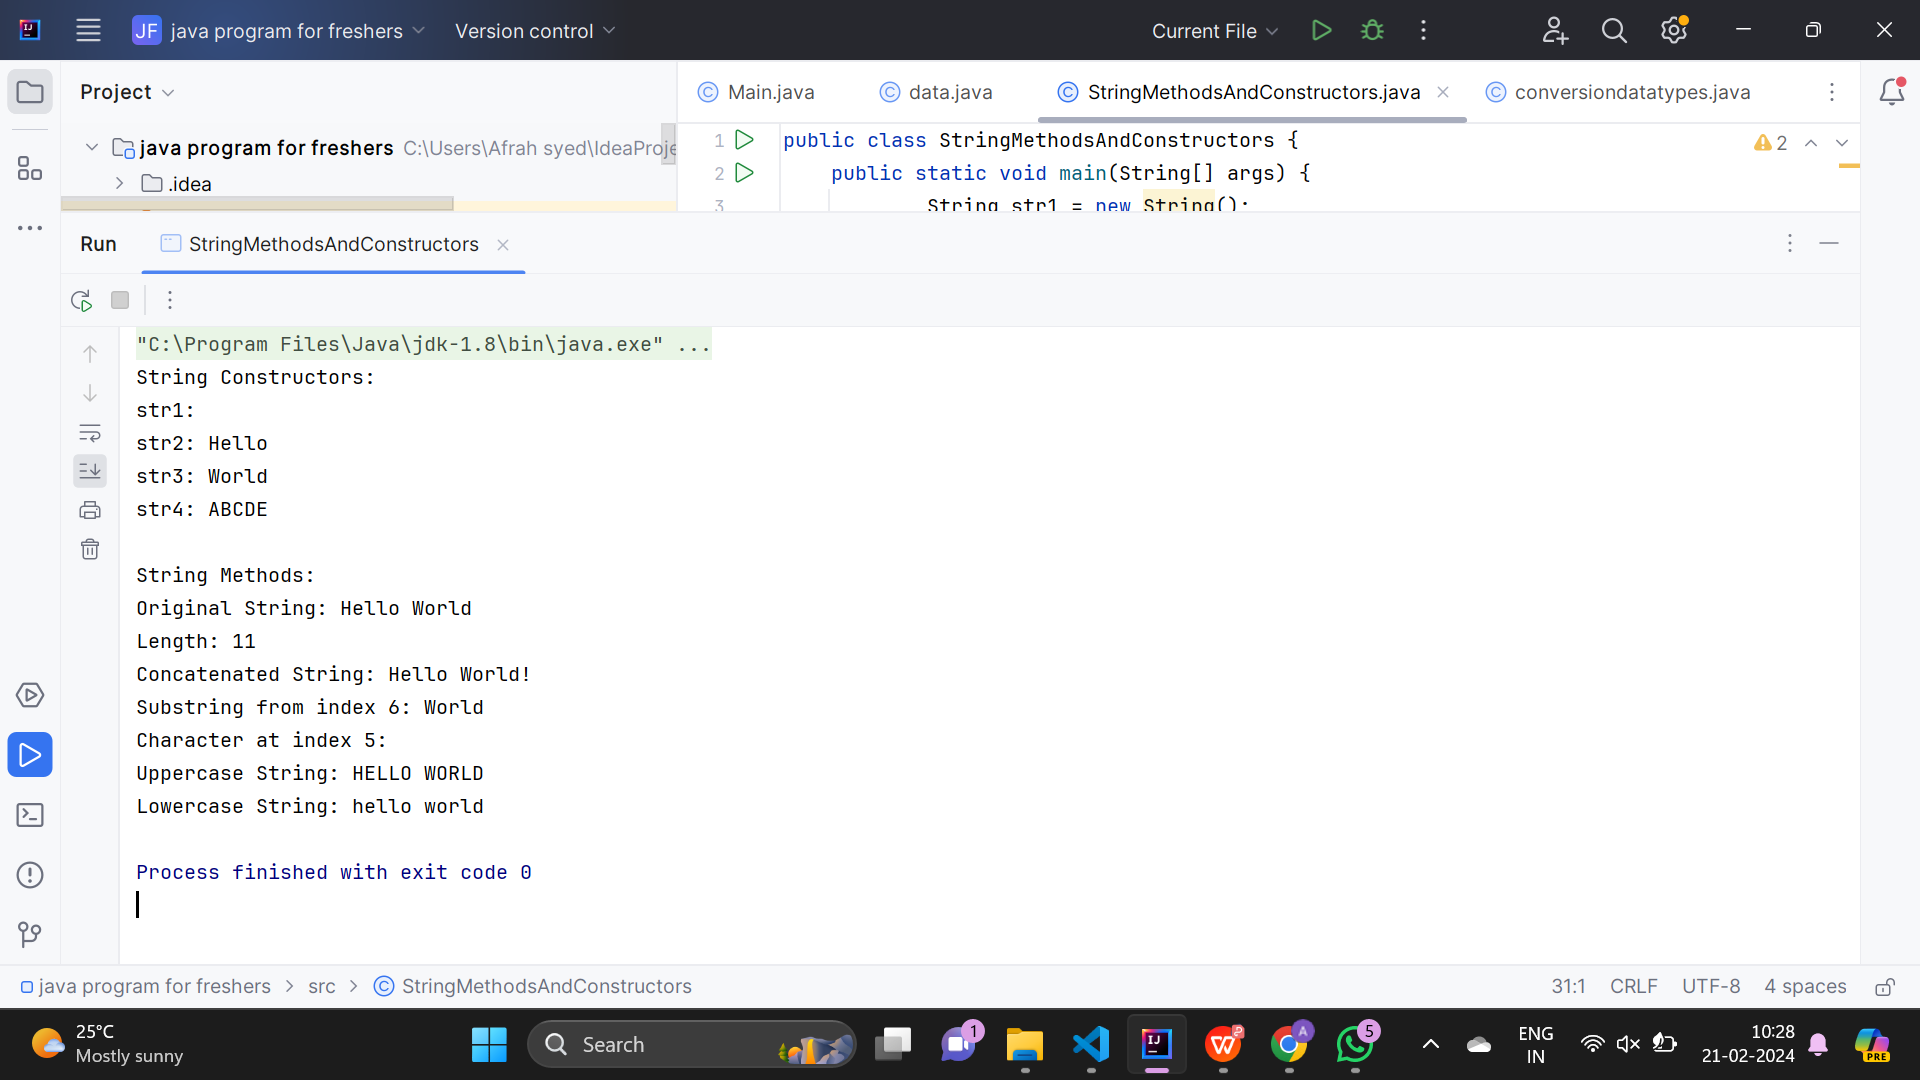 JF java program for freshers Version control Current File
Project Main.java data.java StringMethodsAndConstructors.java conversiondatatypes.java
java program for freshers C:\Users\Afrah syed\IdeaProje
.idea
1 public class StringMethodsAndConstructors { 2
2 public static void main(String[] args) {
3 String str1 = new String();
Run StringMethodsAndConstructors
"C:\Program Files\Java\jdk-1.8\bin\java.exe" ...
String Constructors:
str1:
str2: Hello
str3: World
str4: ABCDE
String Methods:
Original String: Hello World
Length: 11
Concatenated String: Hello World!
Substring from index 6: World
Character at index 5:
Uppercase String: HELLO WORLD
Lowercase String: hello world
Process finished with exit code 0
java program for freshers > src > StringMethodsAndConstructors 31:1 CRLF UTF-8 4 spaces
25°C
Mostly sunny
Search
1
5
ENG
IN
10:28
21-02-2024
PRE